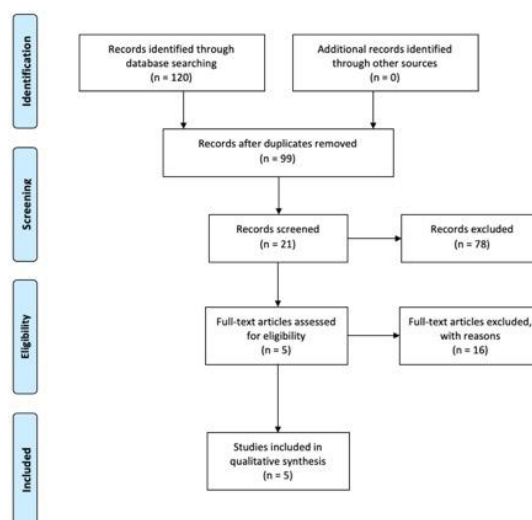 Identification
Records identified through
database searching
(n = 120)
Additional records identified
through other sources
(n = 0)
Records after duplicates removed
(n = 99)
Screening
Records screened
(n = 21)
Records excluded
(n = 78)
Eligibility
Full-text articles assessed
for eligibility
(n = 5)
Full-text articles excluded,
with reasons
(n = 16)
Included
Studies included in
qualitative synthesis
(n = 5)